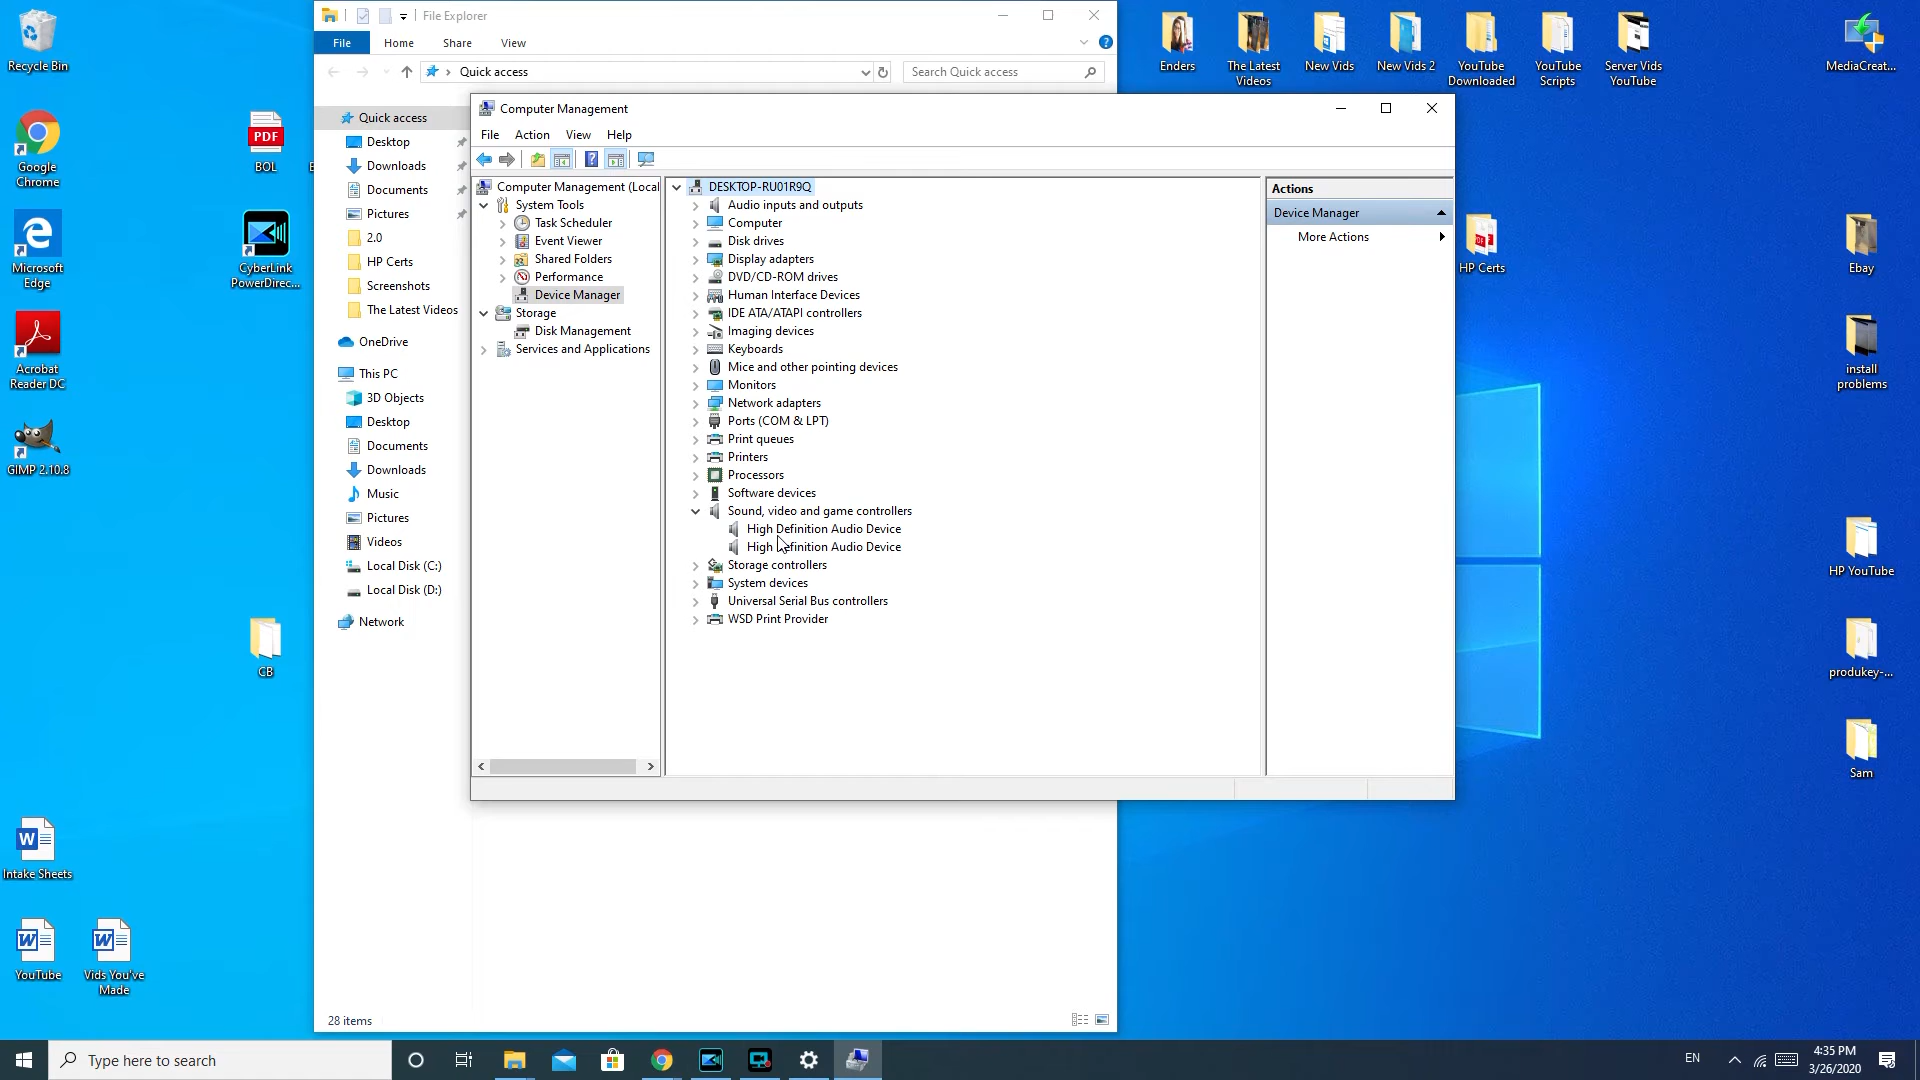 Recycle Bin
Google
Chrome
Microsoft
Edge
Acrobat
Reader DC
GIMP 2.10.8
Intake Sheets
YouTube
Vids You've
Made
PDF
BOL
E
CyberLink
PowerDirec...
CB
File Explorer
File
Home
Share
View
Quick access
Search Quick access
Quick access
Desktop
Downloads
Documents
Pictures
2.0
HP Certs
Screenshots
The Latest Videos
OneDrive
This PC
3D Objects
Desktop
Documents
Downloads
Music
Pictures
Videos
Local Disk (C:)
Local Disk (D:)
Network
28 items
Computer Management
File
Action
View
Help
Computer Management (Local
System Tools
Task Scheduler
Event Viewer
Shared Folders
Performance
Device Manager
Storage
Disk Management
Services and Applications
DESKTOP-RU01R9Q
Audio inputs and outputs
Computer
Disk drives
Display adapters
DVD/CD-ROM drives
Human Interface Devices
IDE ATA/ATAPI controllers
Imaging devices
Keyboards
Mice and other pointing devices
Monitors
Network adapters
Ports (COM & LPT)
Print queues
Printers
Processors
Software devices
Sound, video and game controllers
High Definition Audio Device
High Definition Audio Device
Storage controllers
System devices
Universal Serial Bus controllers
WSD Print Provider
Actions
Device Manager
More Actions
Enders
The Latest
Videos
New Vids
New Vids 2
YouTube
Downloaded
YouTube
Scripts
Server Vids
YouTube
MediaCreat...
HP Certs
Ebay
install
problems
HP YouTube
produkey-...
Sam
Type here to search
EN
4:35 PM
3/26/2020